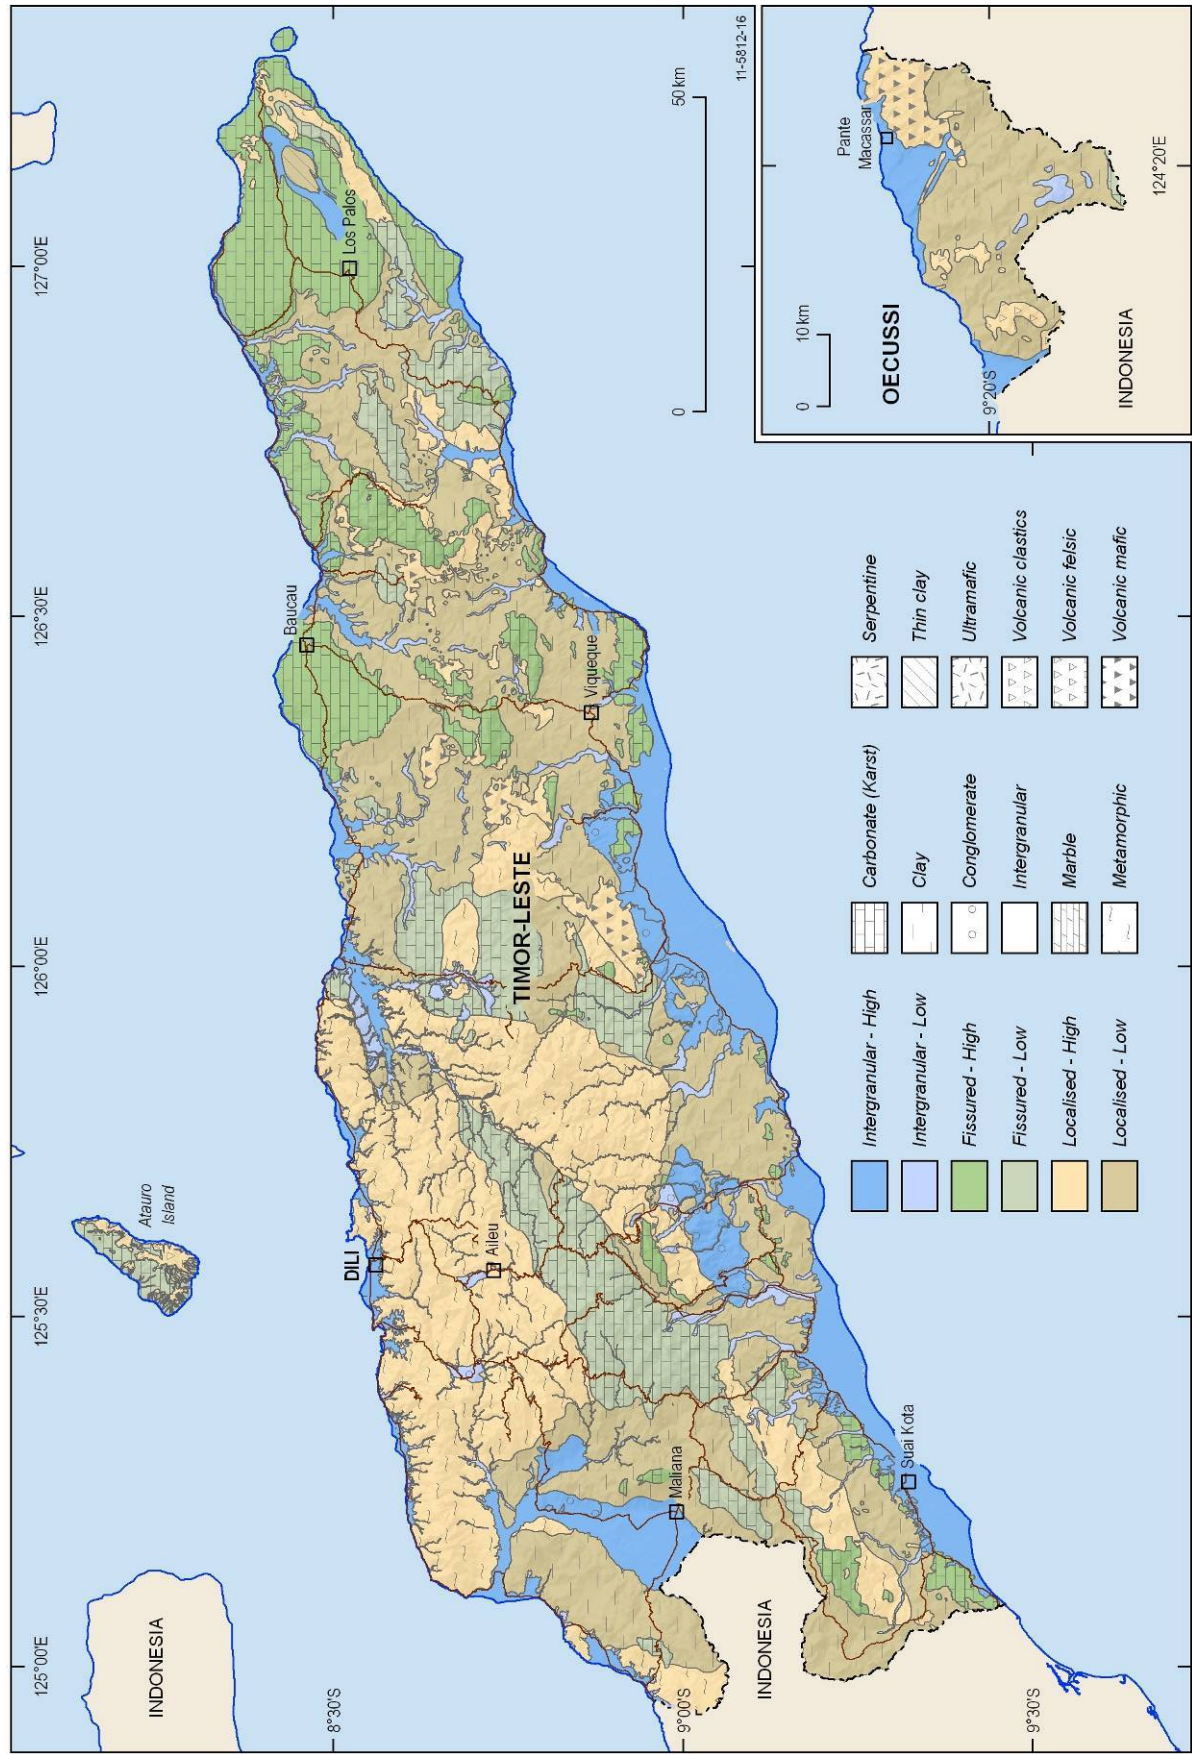 125°00'E
125°30'E
126°00'E
126°30'E
127°00'E
8°30'S
9°00'S
9°30'S
INDONESIA
Atauro
Island
DILI
Aileu
Baucau
Los Palos
TIMOR-LESTE
Viqueque
Maliana
Suai Kota
INDONESIA
0
50 km
11-5812-16
Intergranular - High
Intergranular - Low
Fissured - High
Fissured - Low
Localised - High
Localised - Low
Carbonate (Karst)
Clay
Conglomerate
Intergranular
Marble
Metamorphic
Serpentine
Thin clay
Ultramafic
Volcanic clastics
Volcanic felsic
Volcanic mafic
OECUSSI
0
10 km
Pante
Macassar
9°20'S
INDONESIA
124°20'E